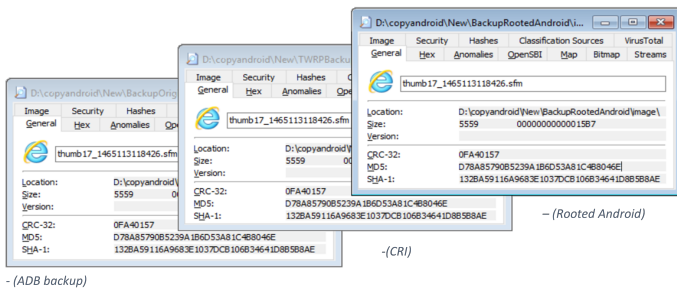 D:\copyandroid\New\BackupOrig
Image Security Hashes
General Hex Anomalies Ope
thumb17_1465113118426.sfm
Location: D:\copyandroid\
Size: 5559 00
Version:
CRC-32: 0FA40157
MD5: D78A85790B5239A1B6D53A81C4B8046E
SHA-1: 132BA59116A9683E1037DCB106B34641D8B5B8AE
- (ADB backup)
D:\copyandroid\New\TWRPBacku
Image Security Hashes C
General Hex Anomalies Ope
thumb17_1465113118426.sfm
Location: D:\copyandroid\
Size: 5559 00
Version:
CRC-32: 0FA40157
MD5: D78A85790B5239A1B6D53A81C4B8046E
SHA-1: 132BA59116A9683E1037DCB106B34641D8B5B8AE
-(CRI)
D:\copyandroid\New\BackupRootedAndroid\i...
Image Security Hashes Classification Sources VirusTotal
General Hex Anomalies OpenSBI Map Bitmap Streams
thumb17_1465113118426.sfm
Location: D:\copyandroid\New\BackupRootedAndroid\image\
Size: 5559 00000000000015B7
Version:
CRC-32: 0FA40157
MD5: D78A85790B5239A1B6D53A81C4B8046E
SHA-1: 132BA59116A9683E1037DCB106B34641D8B5B8AE
– (Rooted Android)